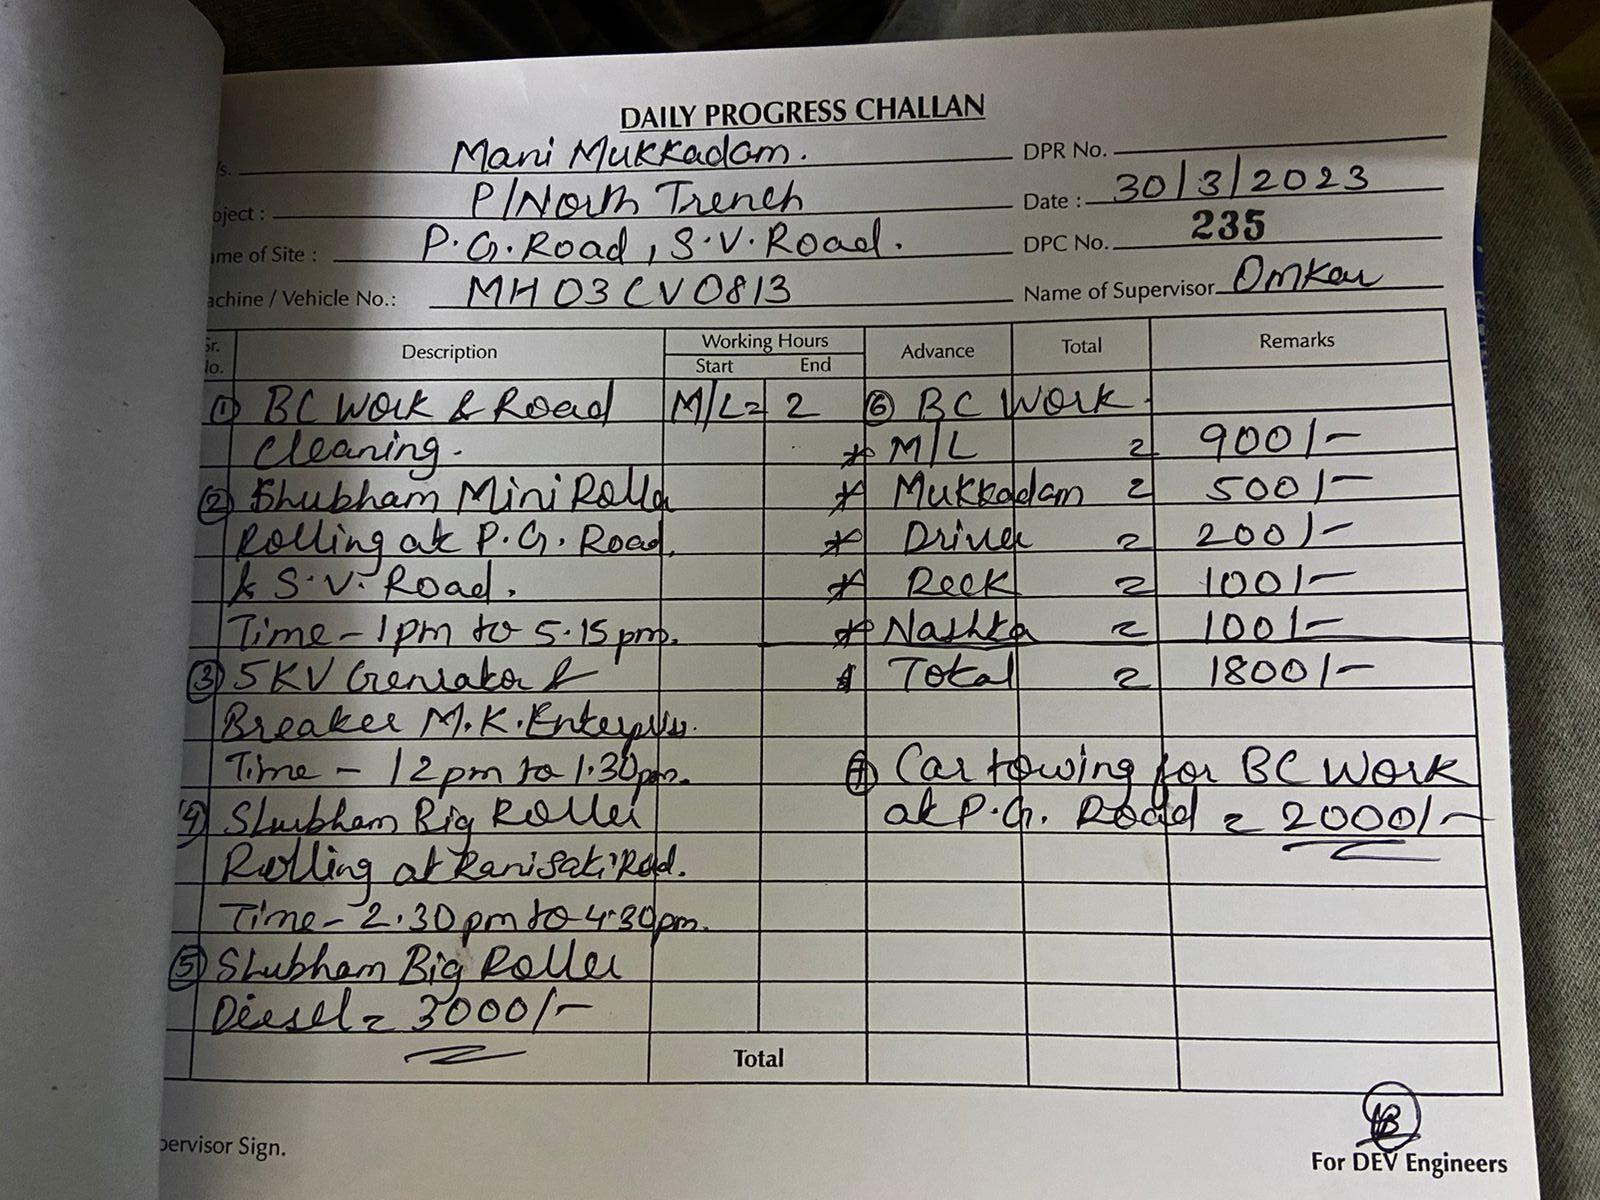 DAILY PROGRESS CHALLAN
/s. Mani Mukkadam.
DPR No.
oject : P/North Trench
Date :- 30/3/2023
ame of Site : P.G. Road, S.V. Road.
DPC No. 235
achine / Vehicle No.: MH 03 CV 0813
Name of Supervisor Omkar
Sr. No. Description Working Hours Start End Advance Total Remarks
① BC Work & Road M/L = 2
Cleaning.
② Shubham Mini Roller
Rolling at P.G. Road,
& S.V. Road.
Time - 1pm to 5.15pm.
③ 5 KV Genrator &
Breaker M.K.
Time - 12pm to 1.30pm.
④ Shubham Big Roller
Rolling at Ranisati Rod.
Time - 2.30pm to 4.30pm.
⑤ Shubham Big Roller
Diesel = 3000/-
⑥ BC Work.
* M/L = 900/-
* Mukkadam = 500/-
* Driver = 200/-
* = 100/-
* Nashta = 100/-
Total = 1800/-
⑦ Car towing for BC Work
at P.G. Road = 2000/-
Total
pervisor Sign.
For DEV Engineers